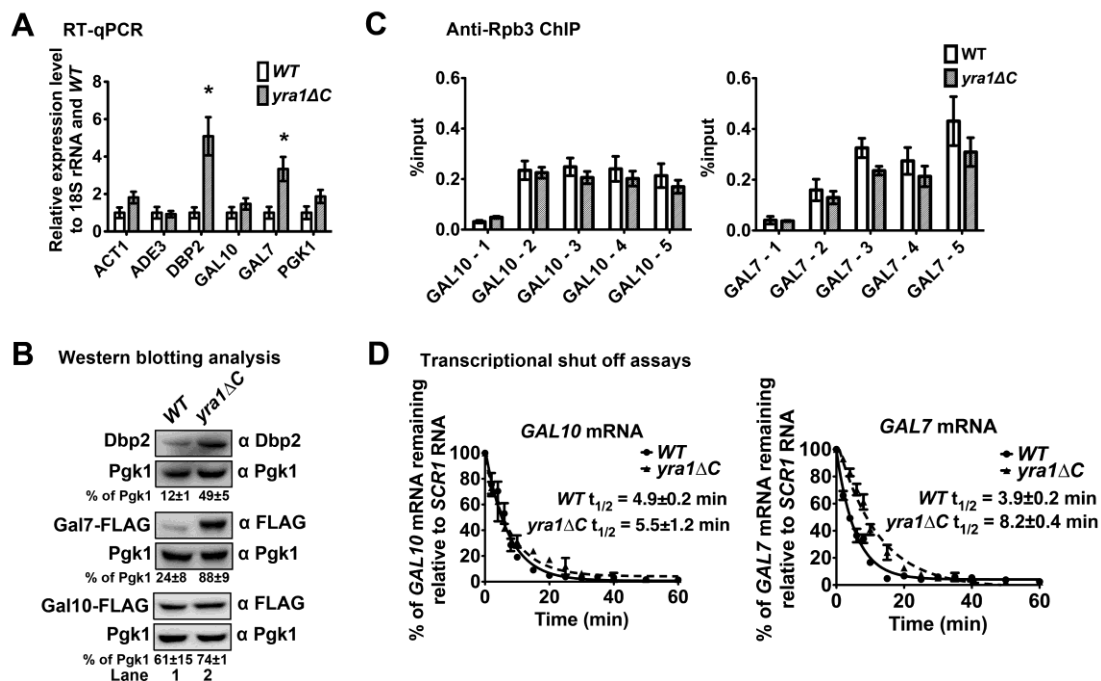 A RT-qPCR
Relative expression level
to 18S rRNA and WT
8
6
4
2
0
WT
yra1ΔC
*
*
ACT1
ADE3
DBP2
GAL10
GAL7
PGK1
B Western blotting analysis
WT
yra1ΔC
Dbp2 α Dbp2
Pgk1 α Pgk1
% of Pgk1 12±1 49±5
Gal7-FLAG α FLAG
Pgk1 α Pgk1
% of Pgk1 24±8 88±9
Gal10-FLAG α FLAG
Pgk1 α Pgk1
% of Pgk1 61±15 74±1
Lane 1 2
C Anti-Rpb3 ChIP
%input
0.6
0.4
0.2
0.0
GAL10 - 1
GAL10 - 2
GAL10 - 3
GAL10 - 4
GAL10 - 5
WT
yra1ΔC
%input
0.6
0.4
0.2
0.0
GAL7 - 1
GAL7 - 2
GAL7 - 3
GAL7 - 4
GAL7 - 5
D Transcriptional shut off assays
% of GAL10 mRNA remaining
relative to SCR1 RNA
GAL10 mRNA
100
80
60
40
20
0
WT
yra1ΔC
WT t1/2 = 4.9±0.2 min
yra1ΔC t1/2 = 5.5±1.2 min
0 20 40 60
Time (min)
% of GAL7 mRNA remaining
relative to SCR1 RNA
GAL7 mRNA
100
80
60
40
20
0
WT
yra1ΔC
WT t1/2 = 3.9±0.2 min
yra1ΔC t1/2 = 8.2±0.4 min
0 20 40 60
Time (min)